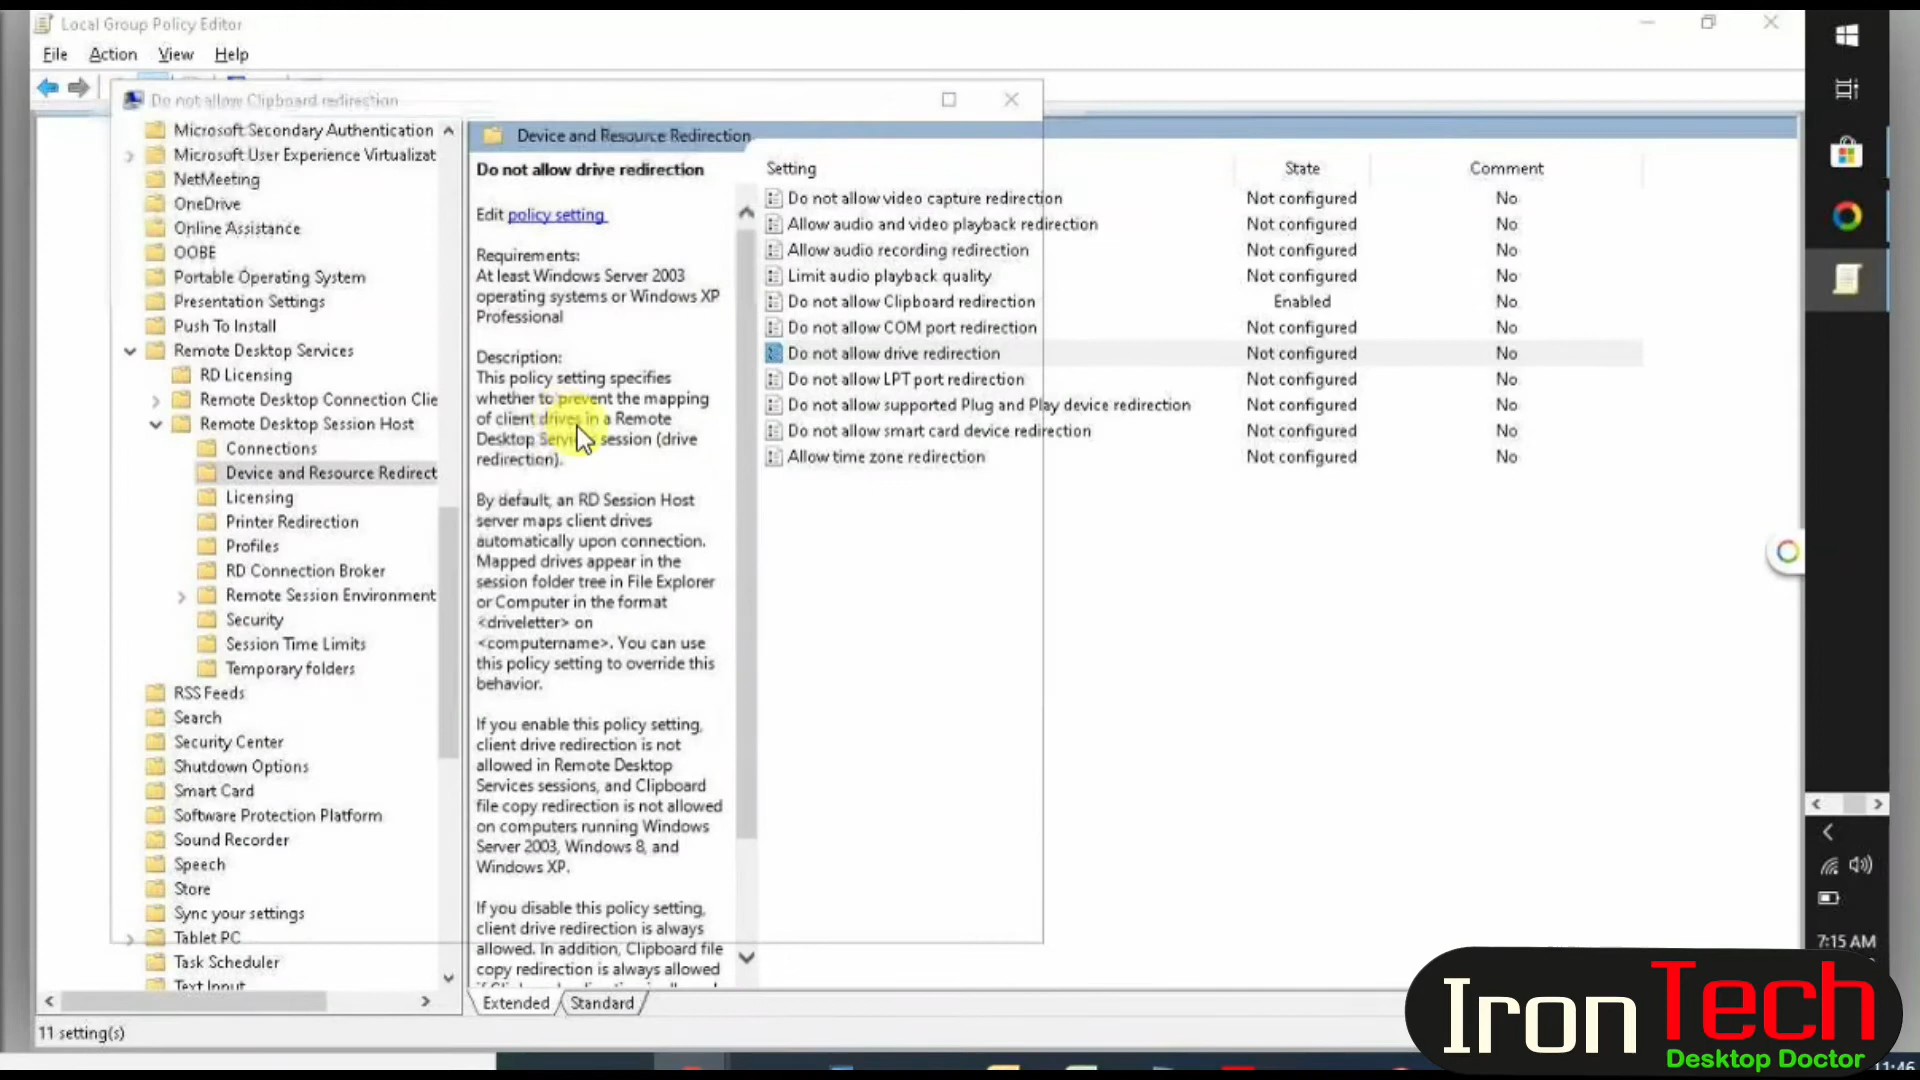 Local Group Policy Editor
File Action View Help
Do not allow Clipboard redirection
Microsoft Secondary Authentication
Microsoft User Experience Virtualizat
NetMeeting
OneDrive
Online Assistance
OOBE
Portable Operating System
Presentation Settings
Push To Install
Remote Desktop Services
RD Licensing
Remote Desktop Connection Clie
Remote Desktop Session Host
Connections
Device and Resource Redirect
Licensing
Printer Redirection
Profiles
RD Connection Broker
Remote Session Environment
Security
Session Time Limits
Temporary folders
RSS Feeds
Search
Security Center
Shutdown Options
Smart Card
Software Protection Platform
Sound Recorder
Speech
Store
Sync your settings
Tablet PC
Task Scheduler
Text Input
Device and Resource Redirection
Do not allow drive redirection
Edit policy setting
Requirements:
At least Windows Server 2003
operating systems or Windows XP
Professional
Description:
This policy setting specifies
whether to prevent the mapping
of client drives in a Remote
Desktop Services session (drive
redirection).
By default, an RD Session Host
server maps client drives
automatically upon connection.
Mapped drives appear in the
session folder tree in File Explorer
or Computer in the format
<driveletter> on
<computername>. You can use
this policy setting to override this
behavior.
If you enable this policy setting,
client drive redirection is not
allowed in Remote Desktop
Services sessions, and Clipboard
file copy redirection is not allowed
on computers running Windows
Server 2003, Windows 8, and
Windows XP.
If you disable this policy setting,
client drive redirection is always
allowed. In addition, Clipboard file
copy redirection is always allowed
Setting State Comment
Do not allow video capture redirection Not configured No
Allow audio and video playback redirection Not configured No
Allow audio recording redirection Not configured No
Limit audio playback quality Not configured No
Do not allow Clipboard redirection Enabled No
Do not allow COM port redirection Not configured No
Do not allow drive redirection Not configured No
Do not allow LPT port redirection Not configured No
Do not allow supported Plug and Play device redirection Not configured No
Do not allow smart card device redirection Not configured No
Allow time zone redirection Not configured No
Extended Standard
11 setting(s)
7:15 AM
Iron Tech
Desktop Doctor
11:46